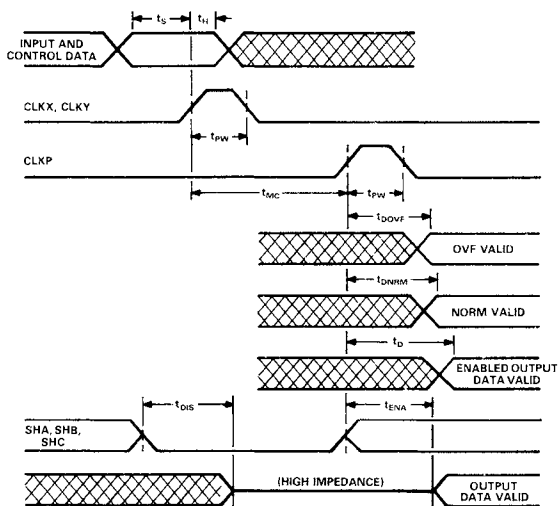 tS tH
INPUT AND
CONTROL DATA
CLKX, CLKY
tPW
CLKP
tMC tPW
tDOVF
OVF VALID
tDNRM
NORM VALID
tD
ENABLED OUTPUT
DATA VALID
tDIS tENA
SHA, SHB,
SHC
(HIGH IMPEDANCE)
OUTPUT
DATA VALID